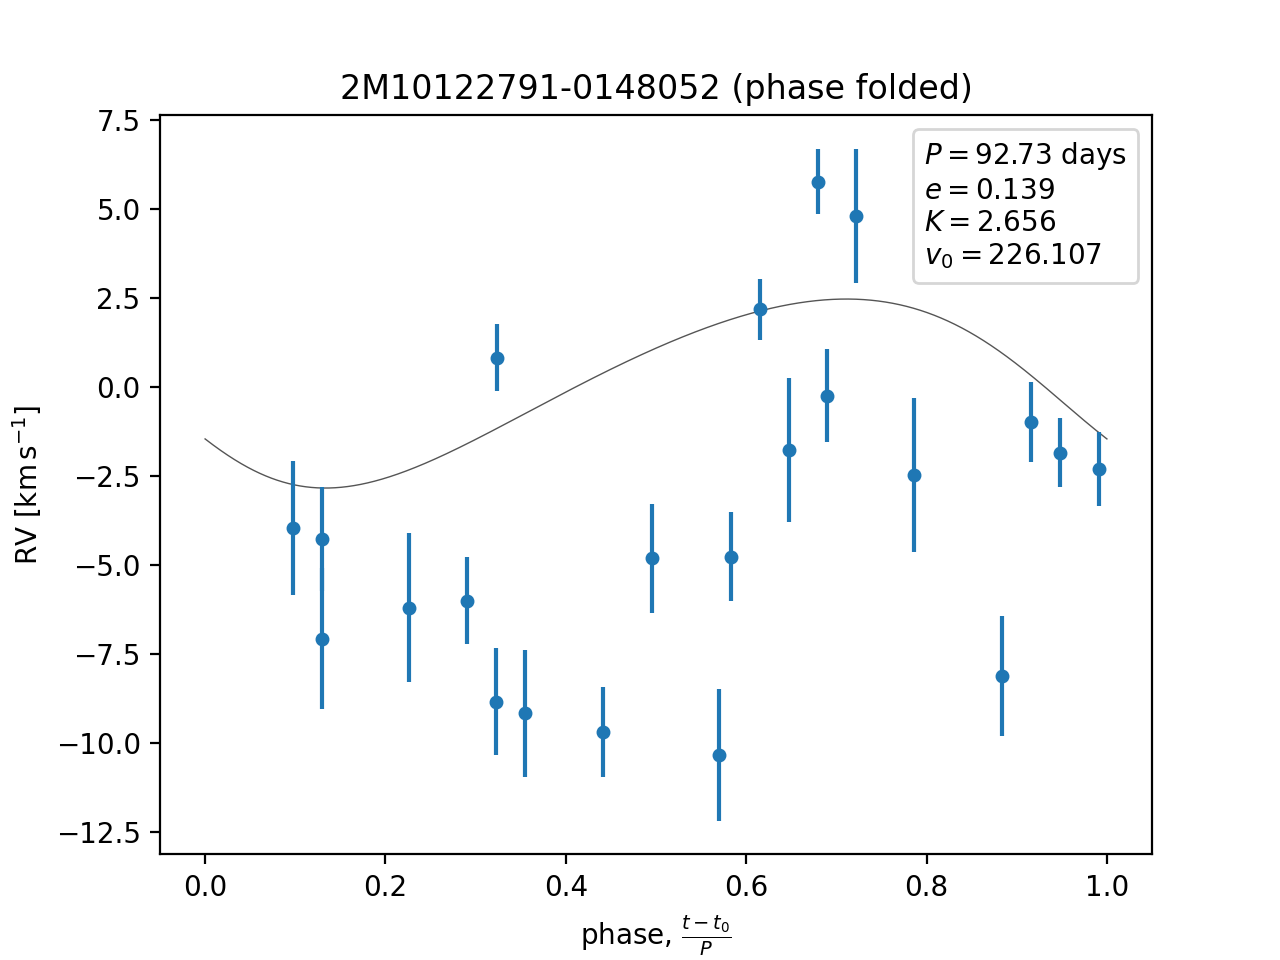 2M10122791-0148052 (phase folded)
P = 92.73 days
e = 0.139
K = 2.656
v₀ = 226.107
7.5
5.0
2.5
0.0
−2.5
−5.0
−7.5
−10.0
−12.5
RV [km s⁻¹]
0.0 0.2 0.4 0.6 0.8 1.0
phase, (t − t₀)/P